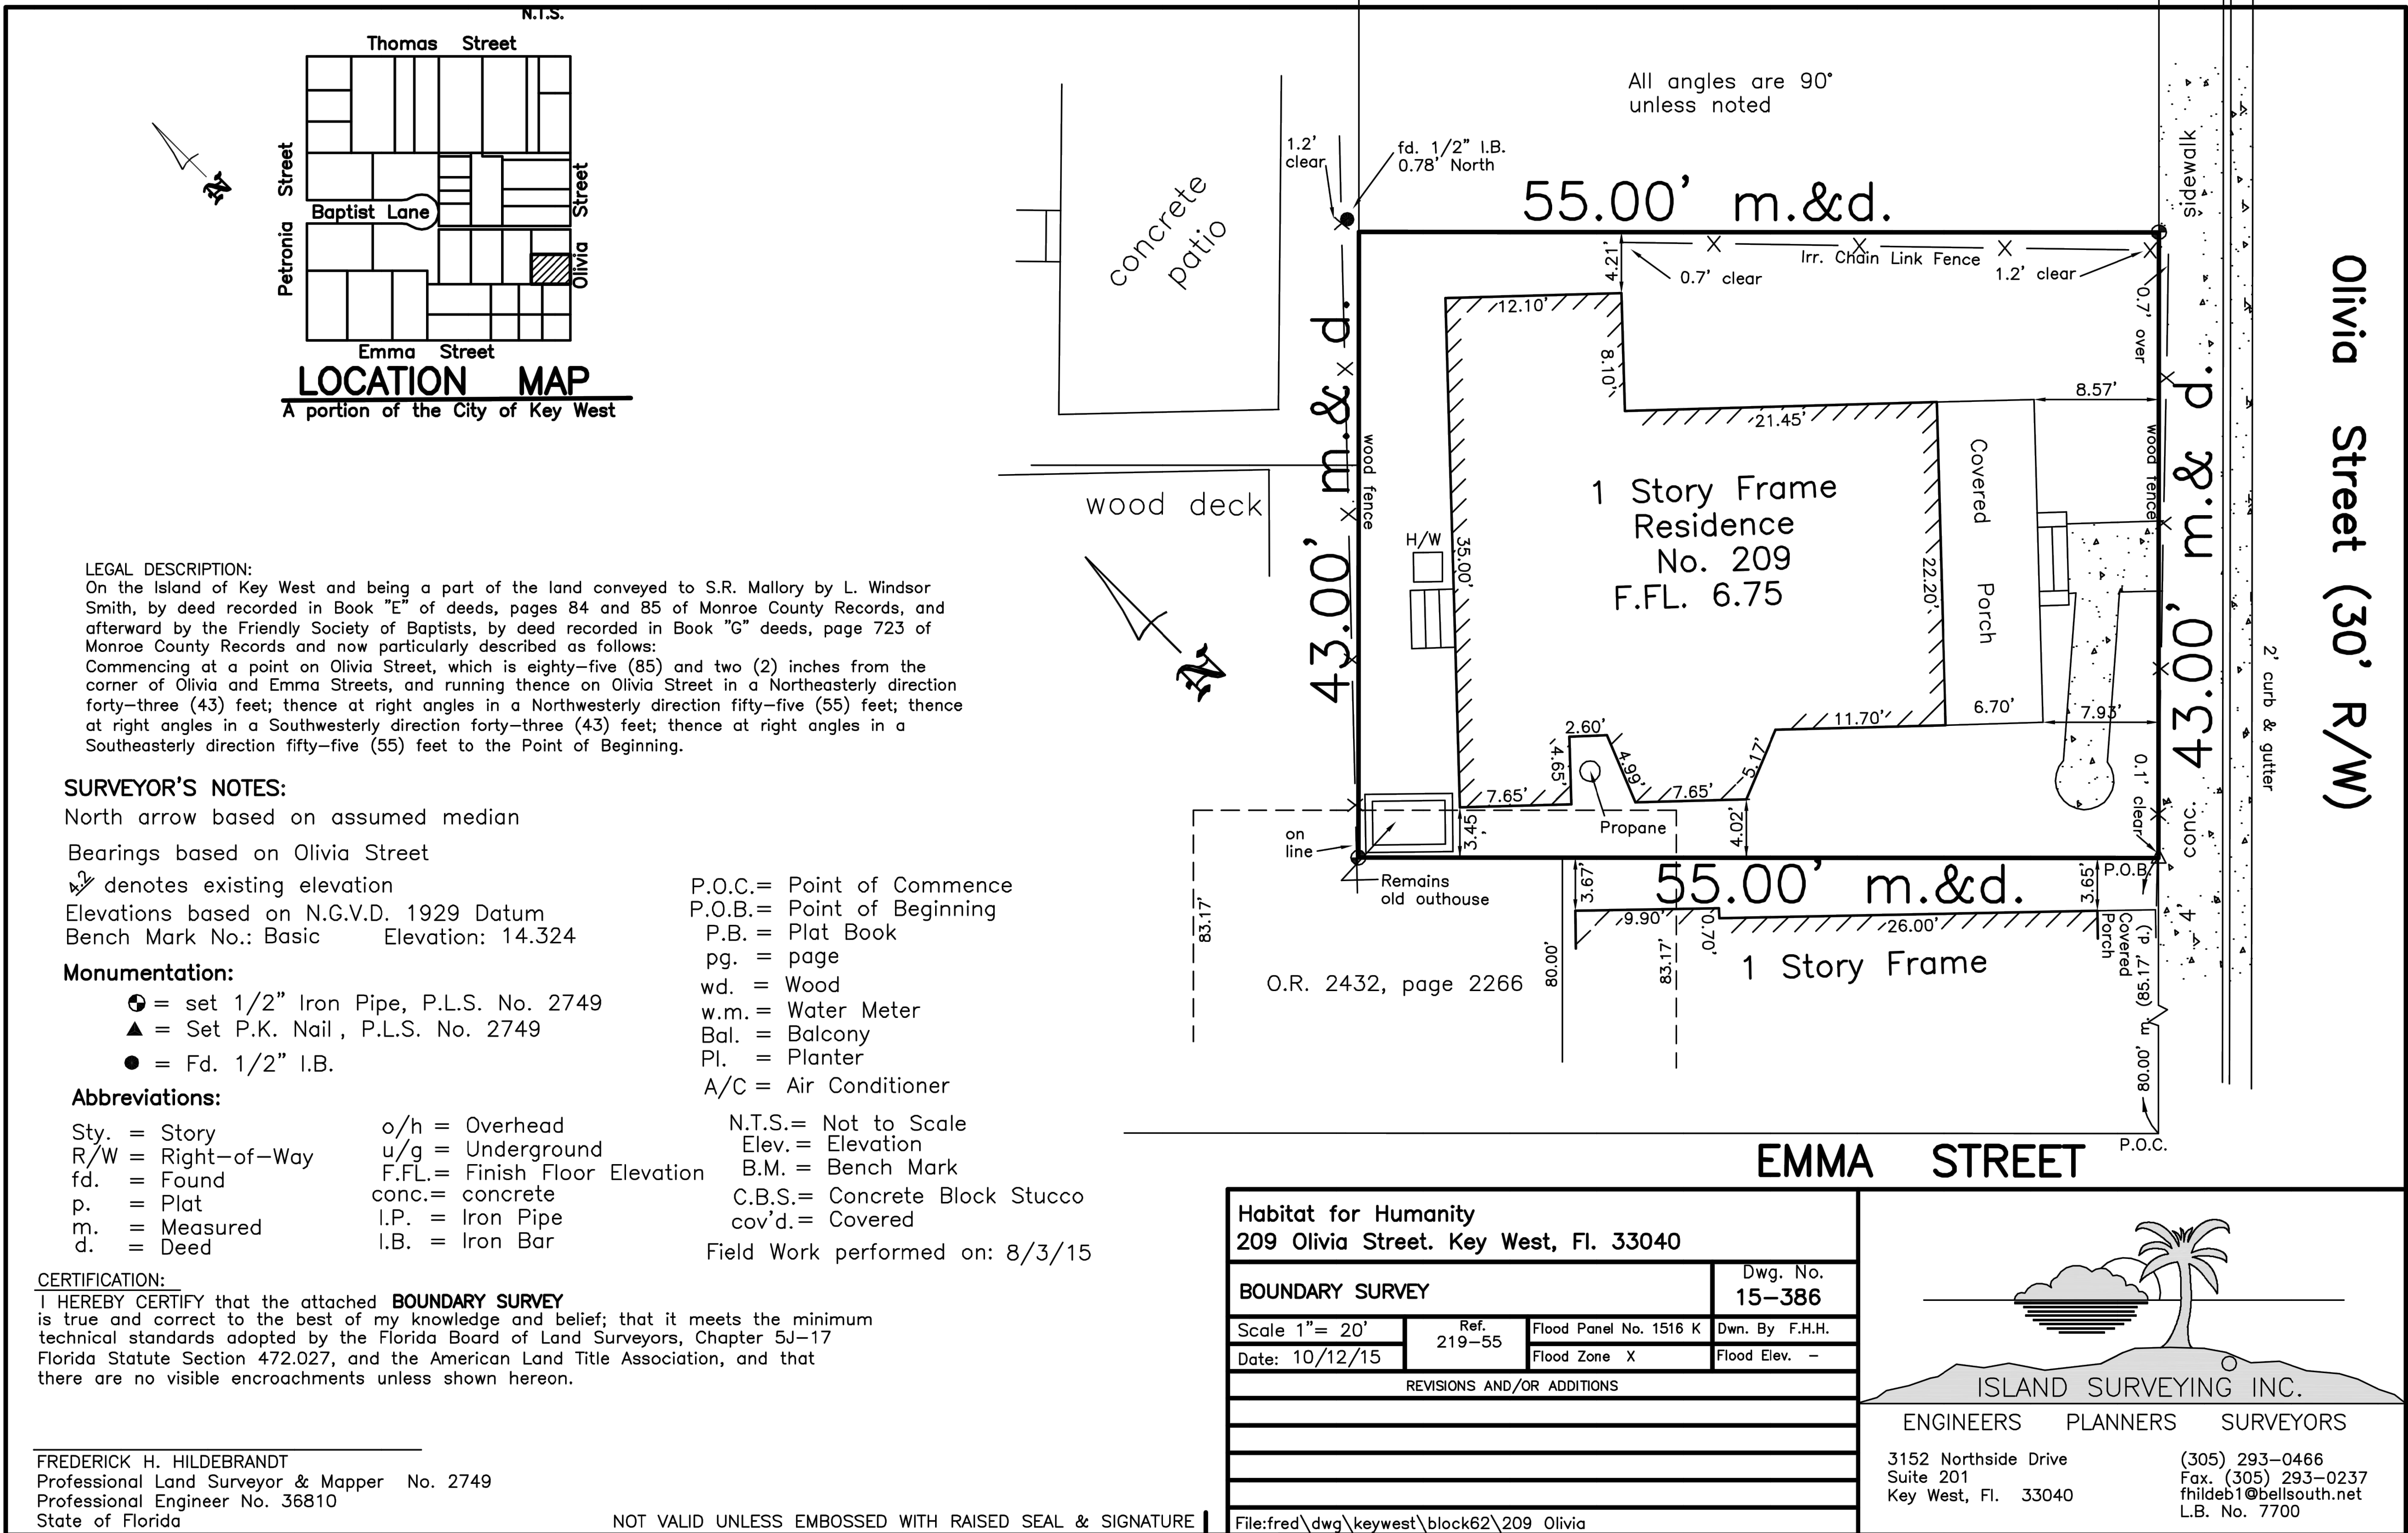 N.T.S.
Thomas Street
Petronia Street
Baptist Lane
Olivia Street
Emma Street
N
LOCATION MAP
A portion of the City of Key West
All angles are 90°
unless noted
1.2'
clear
fd. 1/2" I.B.
0.78' North
concrete
patio
wood deck
55.00' m.&d.
sidewalk
4.21'
0.7' clear
Irr. Chain Link Fence
1.2' clear
0.7' over
12.10'
8.10'
21.45'
8.57'
43.00' m.& d.
wood fence
H/W
35.00'
1 Story Frame
Residence
No. 209
F.FL. 6.75
22.20'
Covered Porch
6.70'
7.93'
wood fence
43.00' m.& d.
2' curb & gutter
Olivia Street (30' R/W)
N
11.70'
2.60'
4.65'
4.99'
5.17'
7.65'
7.65'
3.45'
Propane
4.02'
0.1' clear
conc.
4'
on
line
Remains
old outhouse
3.67'
55.00' m.&d.
3.65'
P.O.B.
83.17'
9.90'
0.70'
26.00'
Covered
Porch
80.00'
83.17'
1 Story Frame
O.R. 2432, page 2266
80.00' m. (85.17' d.)
P.O.C.
EMMA STREET
LEGAL DESCRIPTION:
On the Island of Key West and being a part of the land conveyed to S.R. Mallory by L. Windsor
Smith, by deed recorded in Book "E" of deeds, pages 84 and 85 of Monroe County Records, and
afterward by the Friendly Society of Baptists, by deed recorded in Book "G" deeds, page 723 of
Monroe County Records and now particularly described as follows:
Commencing at a point on Olivia Street, which is eighty-five (85) and two (2) inches from the
corner of Olivia and Emma Streets, and running thence on Olivia Street in a Northeasterly direction
forty-three (43) feet; thence at right angles in a Northwesterly direction fifty-five (55) feet; thence
at right angles in a Southwesterly direction forty-three (43) feet; thence at right angles in a
Southeasterly direction fifty-five (55) feet to the Point of Beginning.
SURVEYOR'S NOTES:
North arrow based on assumed median
Bearings based on Olivia Street
4.2 denotes existing elevation
Elevations based on N.G.V.D. 1929 Datum
Bench Mark No.: Basic Elevation: 14.324
Monumentation:
= set 1/2" Iron Pipe, P.L.S. No. 2749
▲ = Set P.K. Nail, P.L.S. No. 2749
● = Fd. 1/2" I.B.
Abbreviations:
Sty. = Story
R/W = Right-of-Way
fd. = Found
p. = Plat
m. = Measured
d. = Deed
o/h = Overhead
u/g = Underground
F.FL.= Finish Floor Elevation
conc.= concrete
I.P. = Iron Pipe
I.B. = Iron Bar
P.O.C.= Point of Commence
P.O.B.= Point of Beginning
P.B. = Plat Book
pg. = page
wd. = Wood
w.m.= Water Meter
Bal. = Balcony
Pl. = Planter
A/C = Air Conditioner
N.T.S.= Not to Scale
Elev.= Elevation
B.M. = Bench Mark
C.B.S.= Concrete Block Stucco
cov'd.= Covered
Field Work performed on: 8/3/15
CERTIFICATION:
I HEREBY CERTIFY that the attached BOUNDARY SURVEY
is true and correct to the best of my knowledge and belief; that it meets the minimum
technical standards adopted by the Florida Board of Land Surveyors, Chapter 5J-17
Florida Statute Section 472.027, and the American Land Title Association, and that
there are no visible encroachments unless shown hereon.
FREDERICK H. HILDEBRANDT
Professional Land Surveyor & Mapper No. 2749
Professional Engineer No. 36810
State of Florida
NOT VALID UNLESS EMBOSSED WITH RAISED SEAL & SIGNATURE
Habitat for Humanity
209 Olivia Street. Key West, Fl. 33040
BOUNDARY SURVEY
Dwg. No.
15-386
Scale 1"= 20'
Ref.
219-55
Flood Panel No. 1516 K
Dwn. By F.H.H.
Date: 10/12/15
Flood Zone X
Flood Elev. -
REVISIONS AND/OR ADDITIONS
File:fred\dwg\keywest\block62\209 Olivia
ISLAND SURVEYING INC.
ENGINEERS PLANNERS SURVEYORS
3152 Northside Drive
Suite 201
Key West, Fl. 33040
(305) 293-0466
Fax. (305) 293-0237
fhildeb1@bellsouth.net
L.B. No. 7700